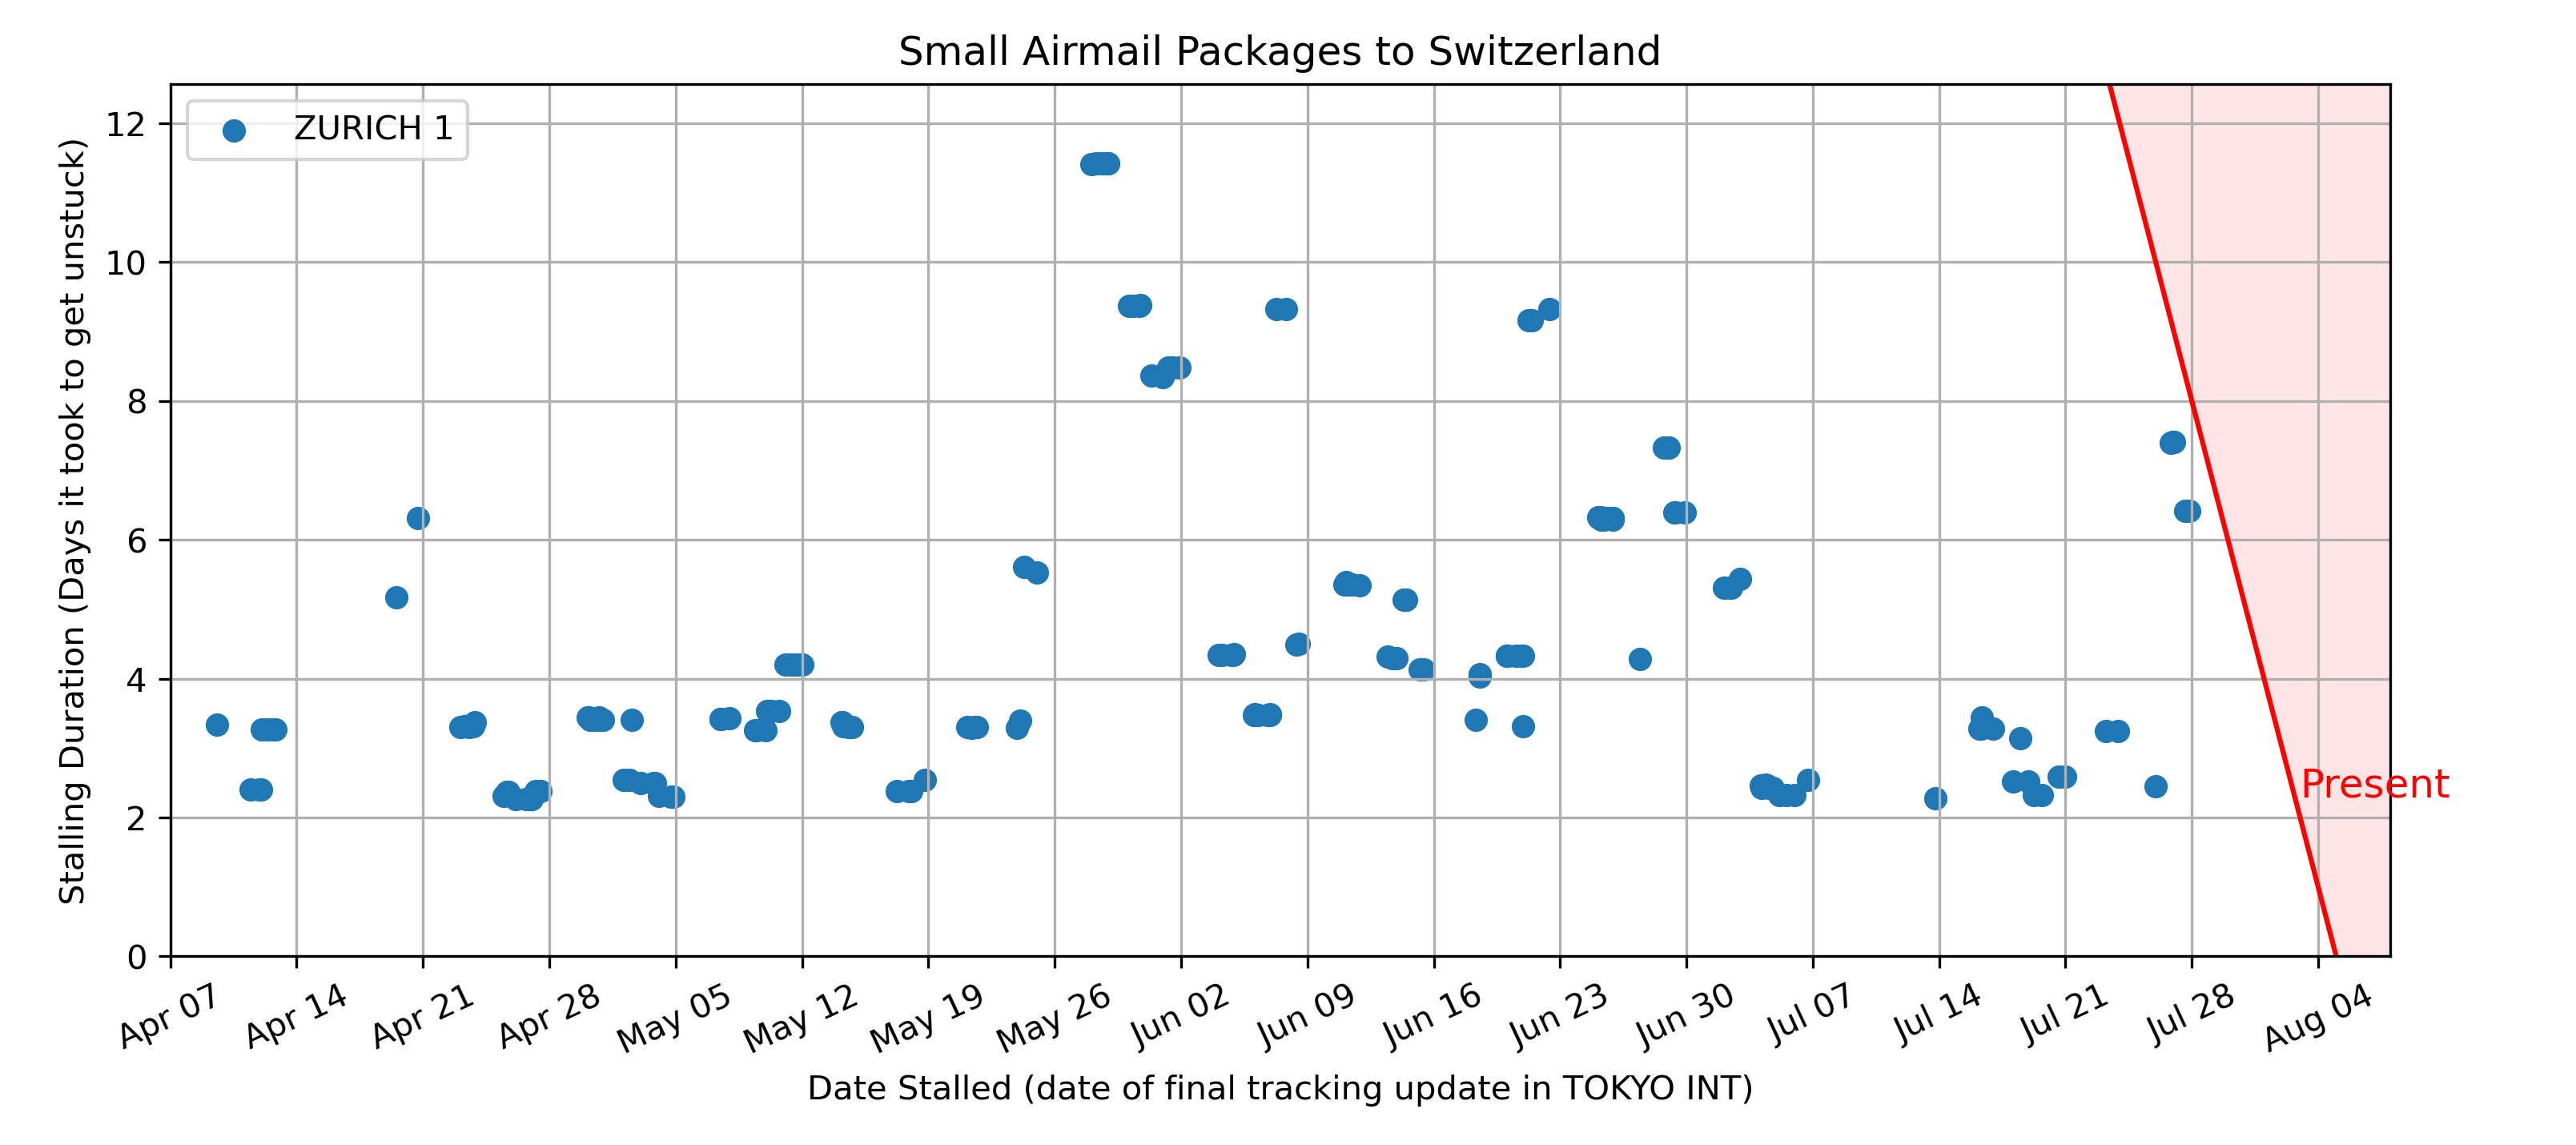 Small Airmail Packages to Switzerland
ZURICH 1
12
10
8
6
4
2
0
Stalling Duration (Days it took to get unstuck)
Present
Apr 07
Apr 14
Apr 21
Apr 28
May 05
May 12
May 19
May 26
Jun 02
Jun 09
Jun 16
Jun 23
Jun 30
Jul 07
Jul 14
Jul 21
Jul 28
Aug 04
Date Stalled (date of final tracking update in TOKYO INT)